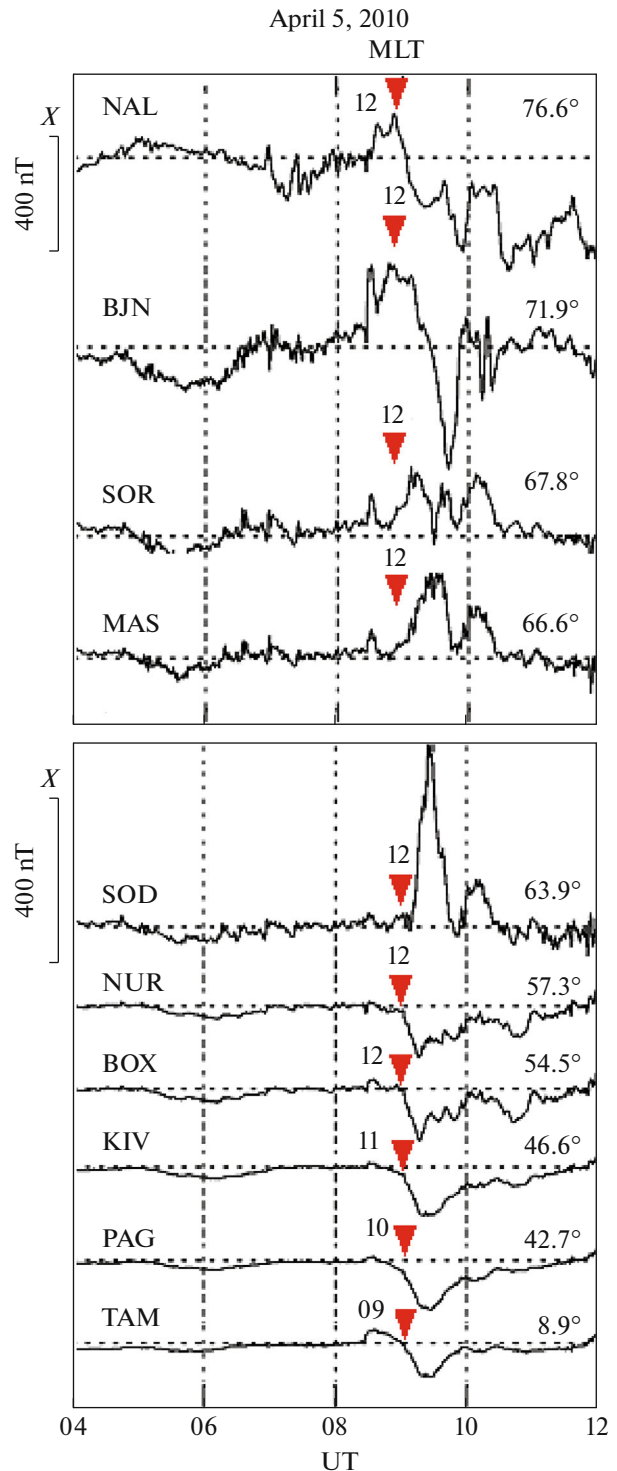 April 5, 2010
MLT
NAL 12 76.6°
X
400 nT
12
BJN 71.9°
12
SOR 67.8°
12
MAS 66.6°
X
400 nT
12
SOD 63.9°
12
NUR 57.3°
BOX 12 54.5°
KIV 11 46.6°
PAG 10 42.7°
TAM 09 8.9°
04 06 08 10 12
UT